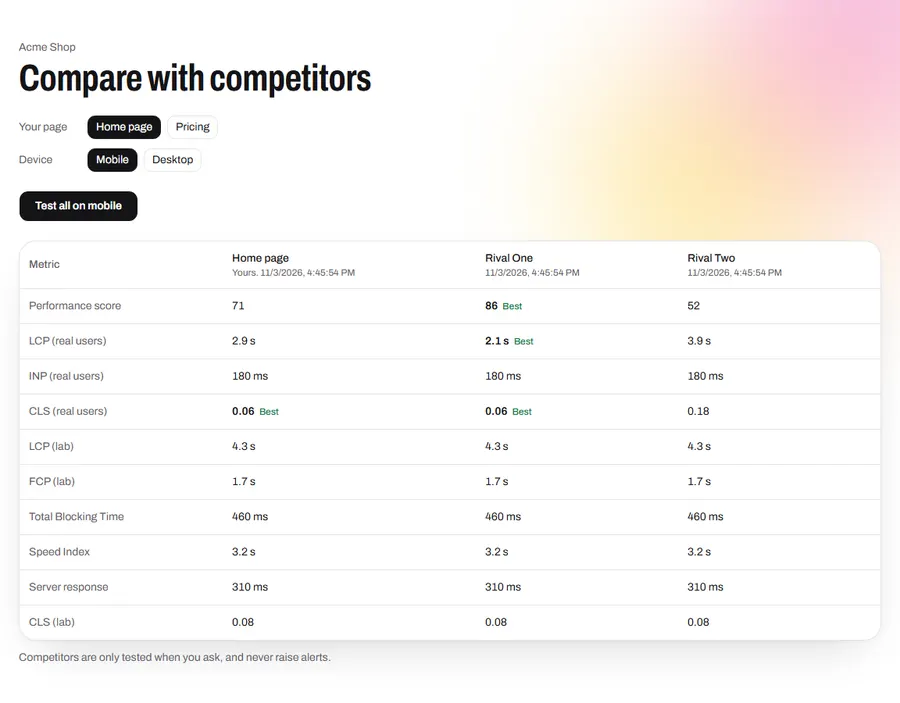 Acme Shop
Compare with competitors
Your page Home page Pricing
Device Mobile Desktop
Test all on mobile
Metric Home page Rival One Rival Two
Yours. 11/3/2026, 4:45:54 PM 11/3/2026, 4:45:54 PM 11/3/2026, 4:45:54 PM
Performance score 71 86 Best 52
LCP (real users) 2.9 s 2.1 s Best 3.9 s
INP (real users) 180 ms 180 ms 180 ms
CLS (real users) 0.06 Best 0.06 Best 0.18
LCP (lab) 4.3 s 4.3 s 4.3 s
FCP (lab) 1.7 s 1.7 s 1.7 s
Total Blocking Time 460 ms 460 ms 460 ms
Speed Index 3.2 s 3.2 s 3.2 s
Server response 310 ms 310 ms 310 ms
CLS (lab) 0.08 0.08 0.08
Competitors are only tested when you ask, and never raise alerts.